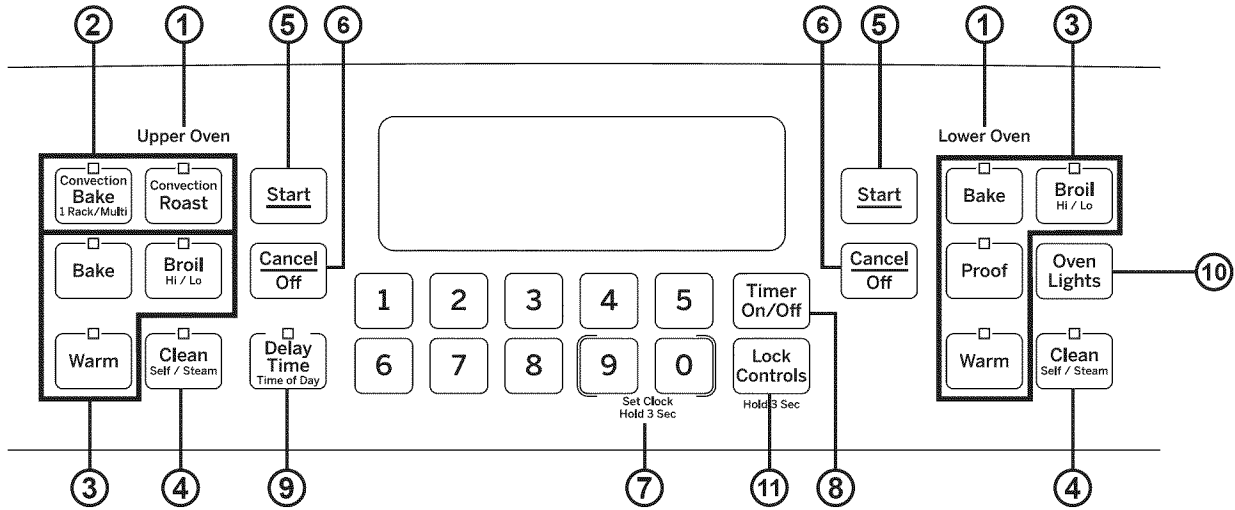 2
1
5
6
6
5
1
3
Upper Oven
Lower Oven
Convection
Bake
1 Rack/Multi
Convection
Roast
Start
Start
Bake
Broil
Hi / Lo
Bake
Broil
Hi / Lo
Cancel
Off
Cancel
Off
Proof
Oven
Lights
10
1
2
3
4
5
Timer
On/Off
Warm
Clean
Self / Steam
Delay
Time
Time of Day
6
7
8
9
0
Lock
Controls
Warm
Clean
Self / Steam
Set Clock
Hold 3 Sec
Hold 3 Sec
3
4
9
7
11
8
4